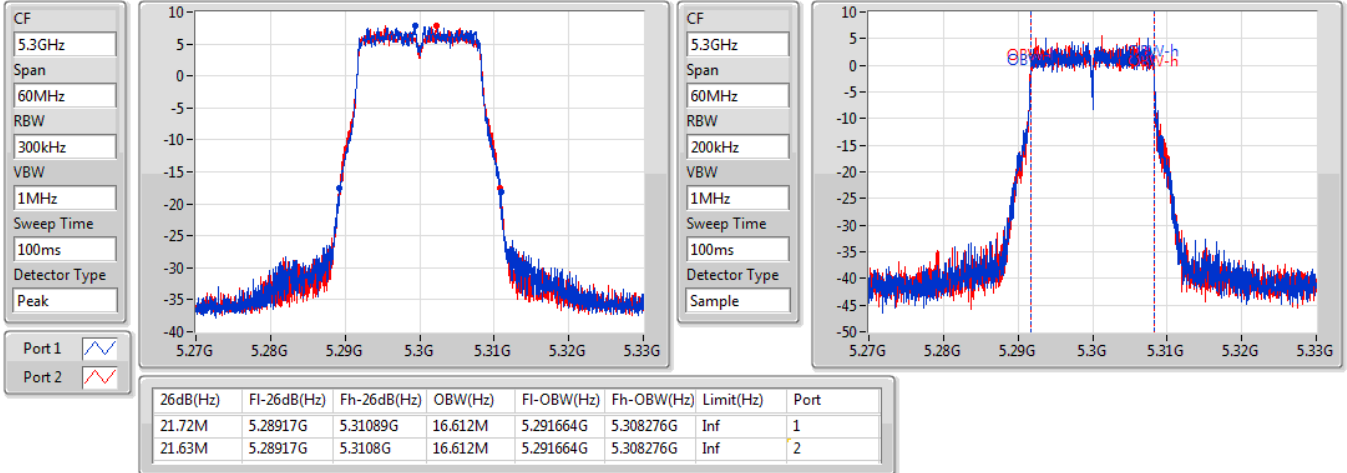 CF
5.3GHz
Span
60MHz
RBW
300kHz
VBW
1MHz
Sweep Time
100ms
Detector Type
Peak
Port 1
Port 2
10
5
0
-5
-10
-15
-20
-25
-30
-35
-40
5.27G 5.28G 5.29G 5.3G 5.31G 5.32G 5.33G
CF
5.3GHz
Span
60MHz
RBW
200kHz
VBW
1MHz
Sweep Time
100ms
Detector Type
Sample
10
5
0
-5
-10
-15
-20
-25
-30
-35
-40
-45
-50
5.27G 5.28G 5.29G 5.3G 5.31G 5.32G 5.33G
26dB(Hz) Fl-26dB(Hz) Fh-26dB(Hz) OBW(Hz) Fl-OBW(Hz) Fh-OBW(Hz) Limit(Hz) Port
21.72M 5.28917G 5.31089G 16.612M 5.291664G 5.308276G Inf 1
21.63M 5.28917G 5.3108G 16.612M 5.291664G 5.308276G Inf 2